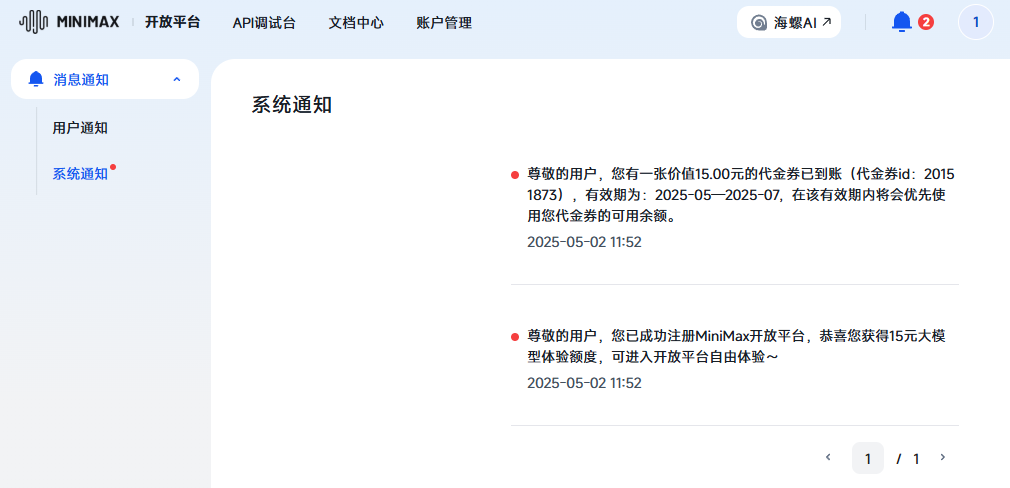 MINIMAX 开放平台 API调试台 文档中心 账户管理 海螺AI ↗ 2 1
消息通知
用户通知
系统通知
系统通知
尊敬的用户，您有一张价值15.00元的代金券已到账（代金券id：2015
1873），有效期为：2025-05—2025-07，在该有效期内将会优先使
用您代金券的可用余额。
2025-05-02 11:52
尊敬的用户，您已成功注册MiniMax开放平台，恭喜您获得15元大模
型体验额度，可进入开放平台自由体验～
2025-05-02 11:52
1 / 1